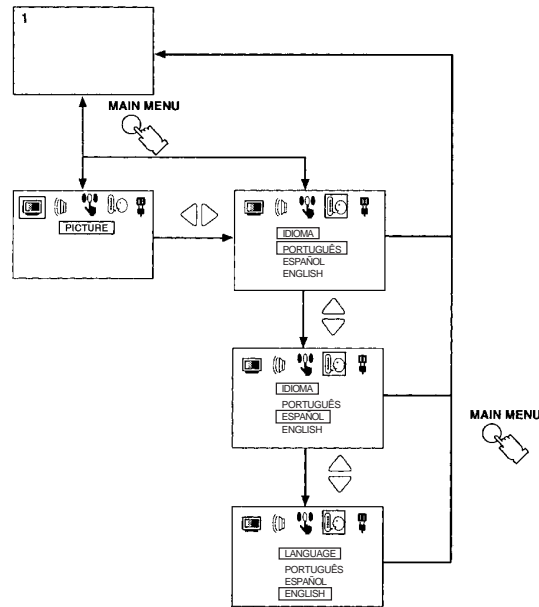 1
MAIN MENU
PICTURE
IDIOMA
PORTUGUÊS
ESPAÑOL
ENGLISH
IDIOMA
PORTUGUÊS
ESPAÑOL
ENGLISH
MAIN MENU
LANGUAGE
PORTUGUÊS
ESPAÑOL
ENGLISH